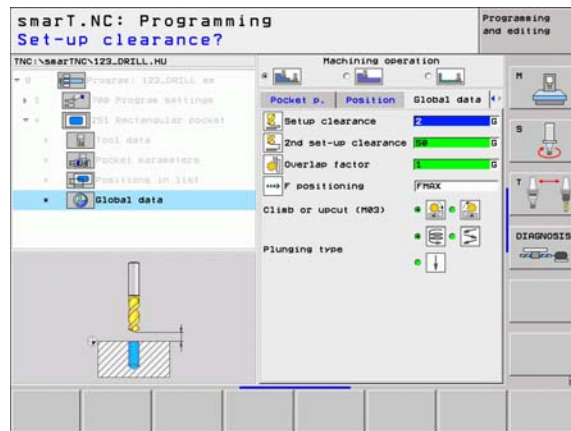 smarT.NC: Programming
Set-up clearance?
Programming
and editing
TNC:\smarTNC\123_DRILL.HU
0 Program: 123_DRILL mm
1 700 Program settings
251 Rectangular pocket
Tool data
Pocket parameters
Positions in list
Global data
Machining operation
Pocket p. Position Global data
Setup clearance 2 G
2nd set-up clearance 50 G
Overlap factor 1 G
F positioning FMAX
Climb or upcut (M03)
Plunging type
M
S
T
DIAGNOSIS